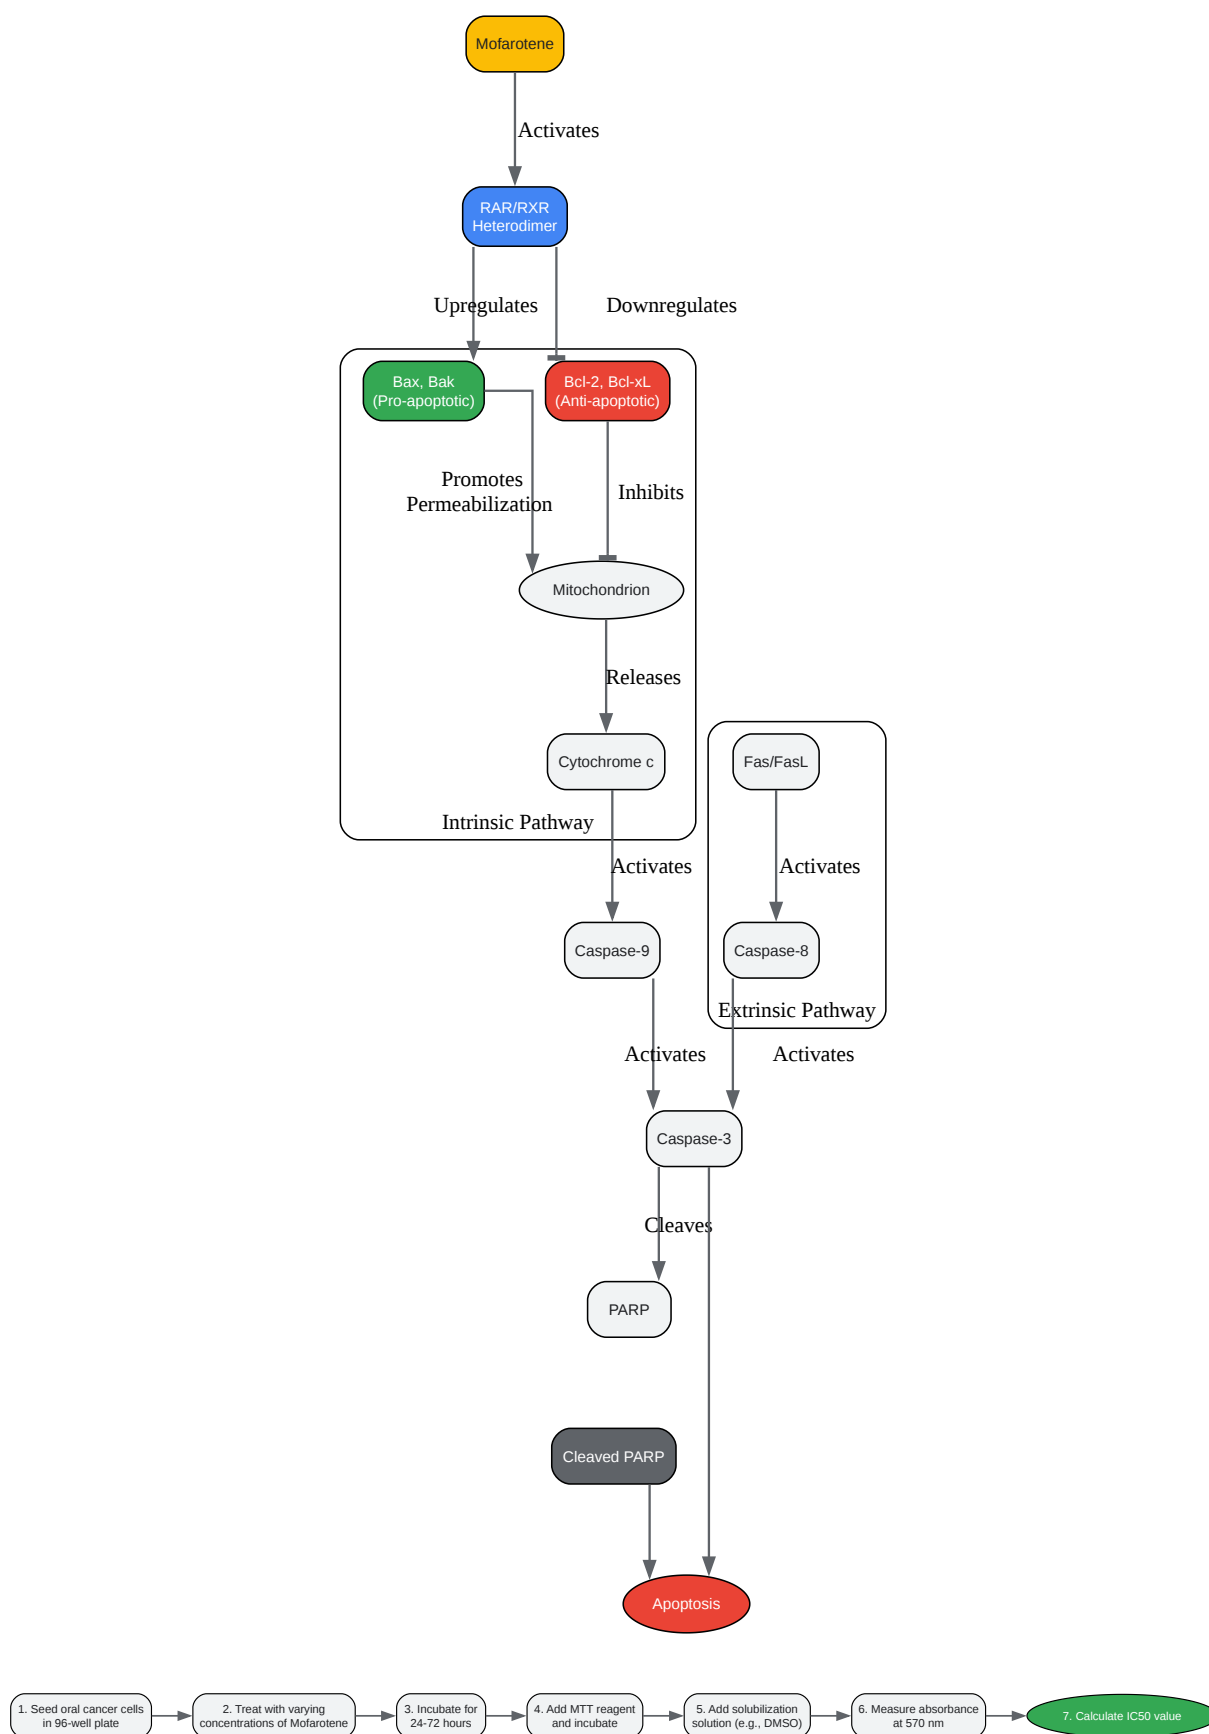 Mofarotene
Activates
RAR/RXR
Heterodimer
Upregulates
Downregulates
Bax, Bak
(Pro-apoptotic)
Bcl-2, Bcl-xL
(Anti-apoptotic)
Promotes
Permeabilization
Inhibits
Mitochondrion
Releases
Cytochrome c
Fas/FasL
Intrinsic Pathway
Activates
Activates
Caspase-9
Caspase-8
Extrinsic Pathway
Activates
Activates
Caspase-3
Cleaves
PARP
Cleaved PARP
Apoptosis
1. Seed oral cancer cells
in 96-well plate
2. Treat with varying
concentrations of Mofarotene
3. Incubate for
24-72 hours
4. Add MTT reagent
and incubate
5. Add solubilization
solution (e.g., DMSO)
6. Measure absorbance
at 570 nm
7. Calculate IC50 value